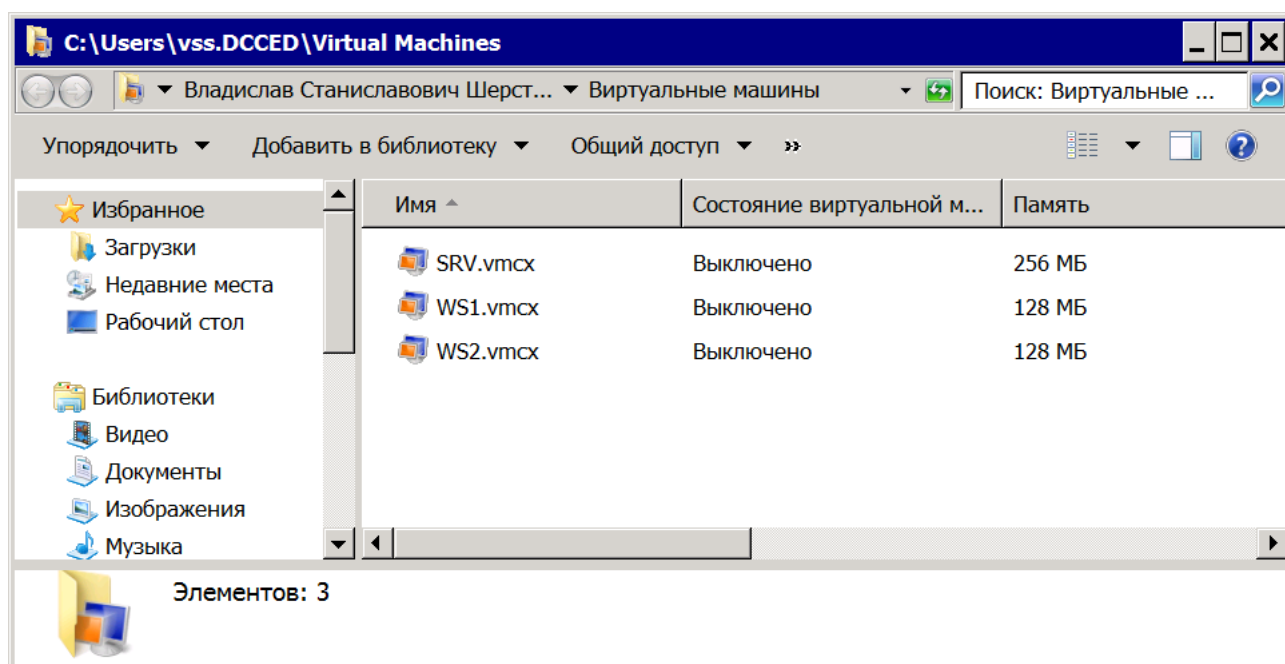 C:\Users\vss.DCCED\Virtual Machines
Владислав Станиславович Шерст... Виртуальные машины Поиск: Виртуальные ...
Упорядочить Добавить в библиотеку Общий доступ »
Избранное
Загрузки
Недавние места
Рабочий стол
Библиотеки
Видео
Документы
Изображения
Музыка
Имя Состояние виртуальной м... Память
SRV.vmcx Выключено 256 МБ
WS1.vmcx Выключено 128 МБ
WS2.vmcx Выключено 128 МБ
Элементов: 3